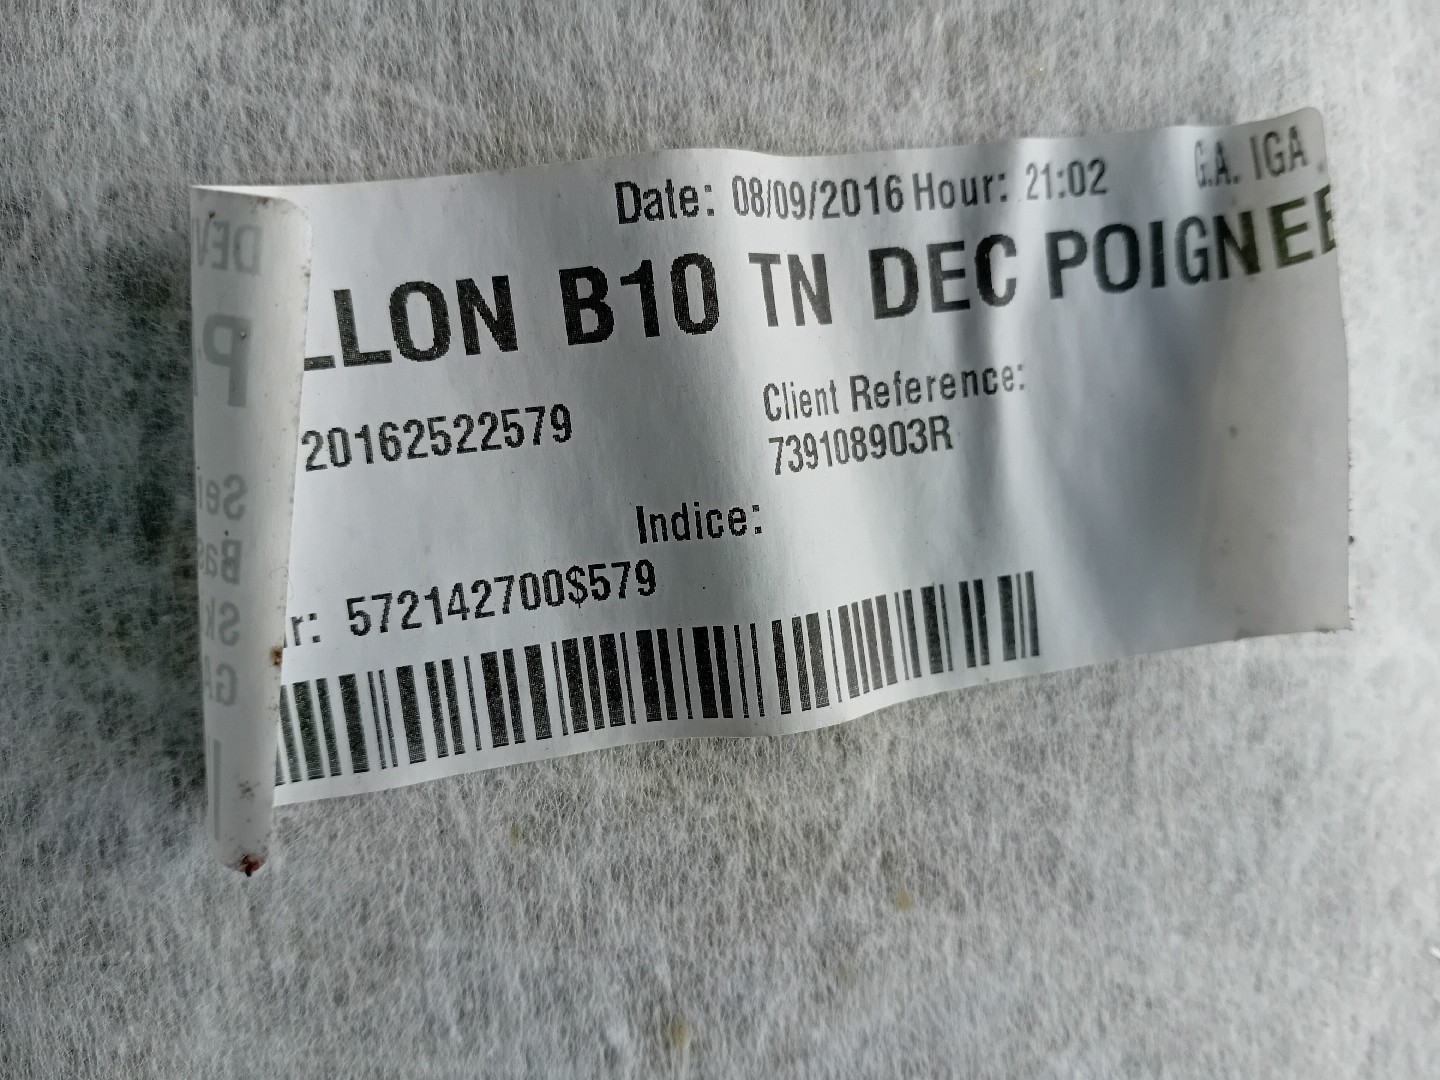 Date: 08/09/2016 Hour: 21:02 G.A. IGA
LLON B10 TN DEC POIGNEE
20162522579
Client Reference:
739108903R
Indice:
r: 572142700$579